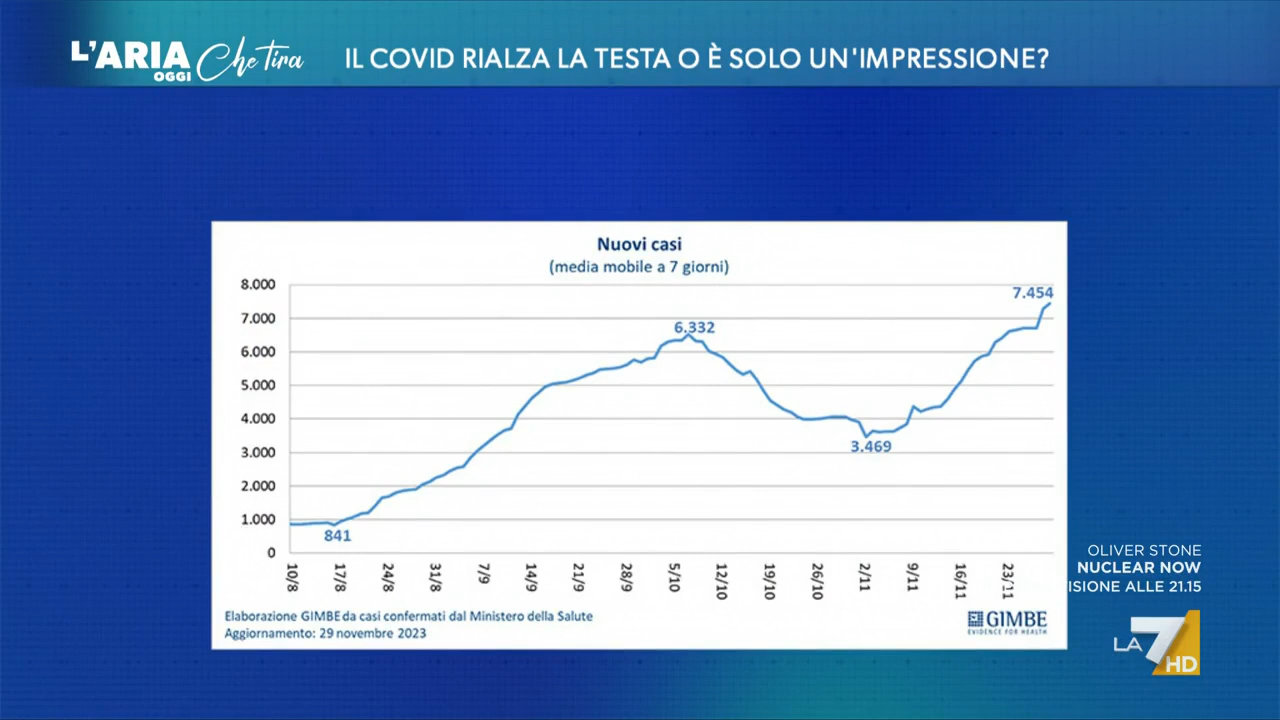 L'ARIA
OGGI
Che Tira
IL COVID RIALZA LA TESTA O È SOLO UN'IMPRESSIONE?
Nuovi casi
(media mobile a 7 giorni)
8.000
7.000
6.000
5.000
4.000
3.000
2.000
1.000
0
841
6.332
3.469
7.454
10/8
17/8
24/8
31/8
7/9
14/9
21/9
28/9
5/10
12/10
19/10
26/10
2/11
9/11
16/11
23/11
Elaborazione GIMBE da casi confermati dal Ministero della Salute
Aggiornamento: 29 novembre 2023
GIMBE
EVIDENCE FOR HEALTH
OLIVER STONE
NUCLEAR NOW
ISIONE ALLE 21.15
LA 7 HD